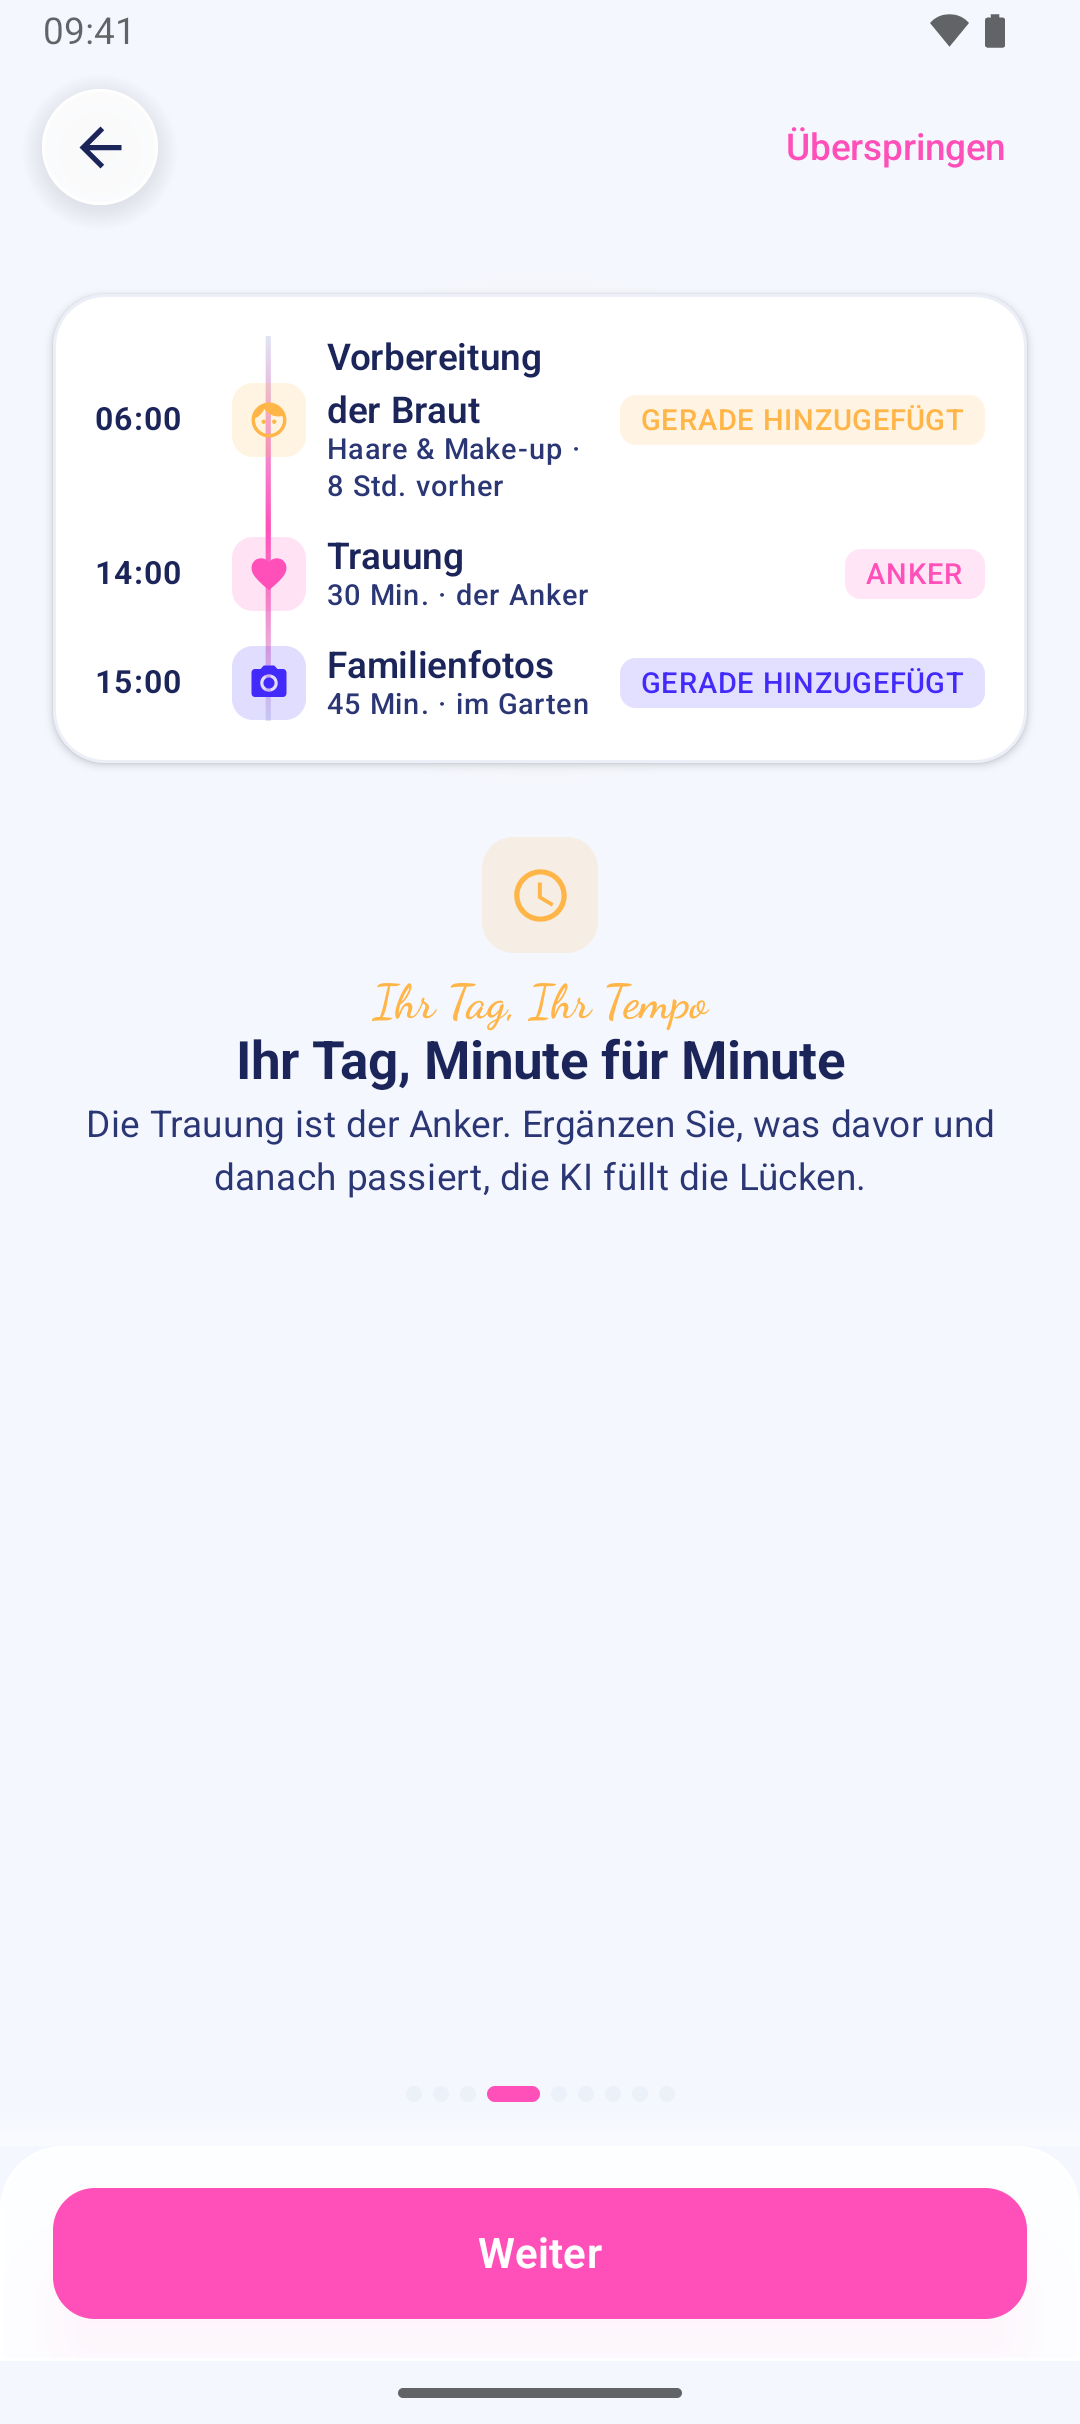 09:41
Überspringen
06:00
Vorbereitung
der Braut
Haare & Make-up ·
8 Std. vorher
GERADE HINZUGEFÜGT
14:00
Trauung
30 Min. · der Anker
ANKER
15:00
Familienfotos
45 Min. · im Garten
GERADE HINZUGEFÜGT
Ihr Tag, Ihr Tempo
Ihr Tag, Minute für Minute
Die Trauung ist der Anker. Ergänzen Sie, was davor und
danach passiert, die KI füllt die Lücken.
Weiter